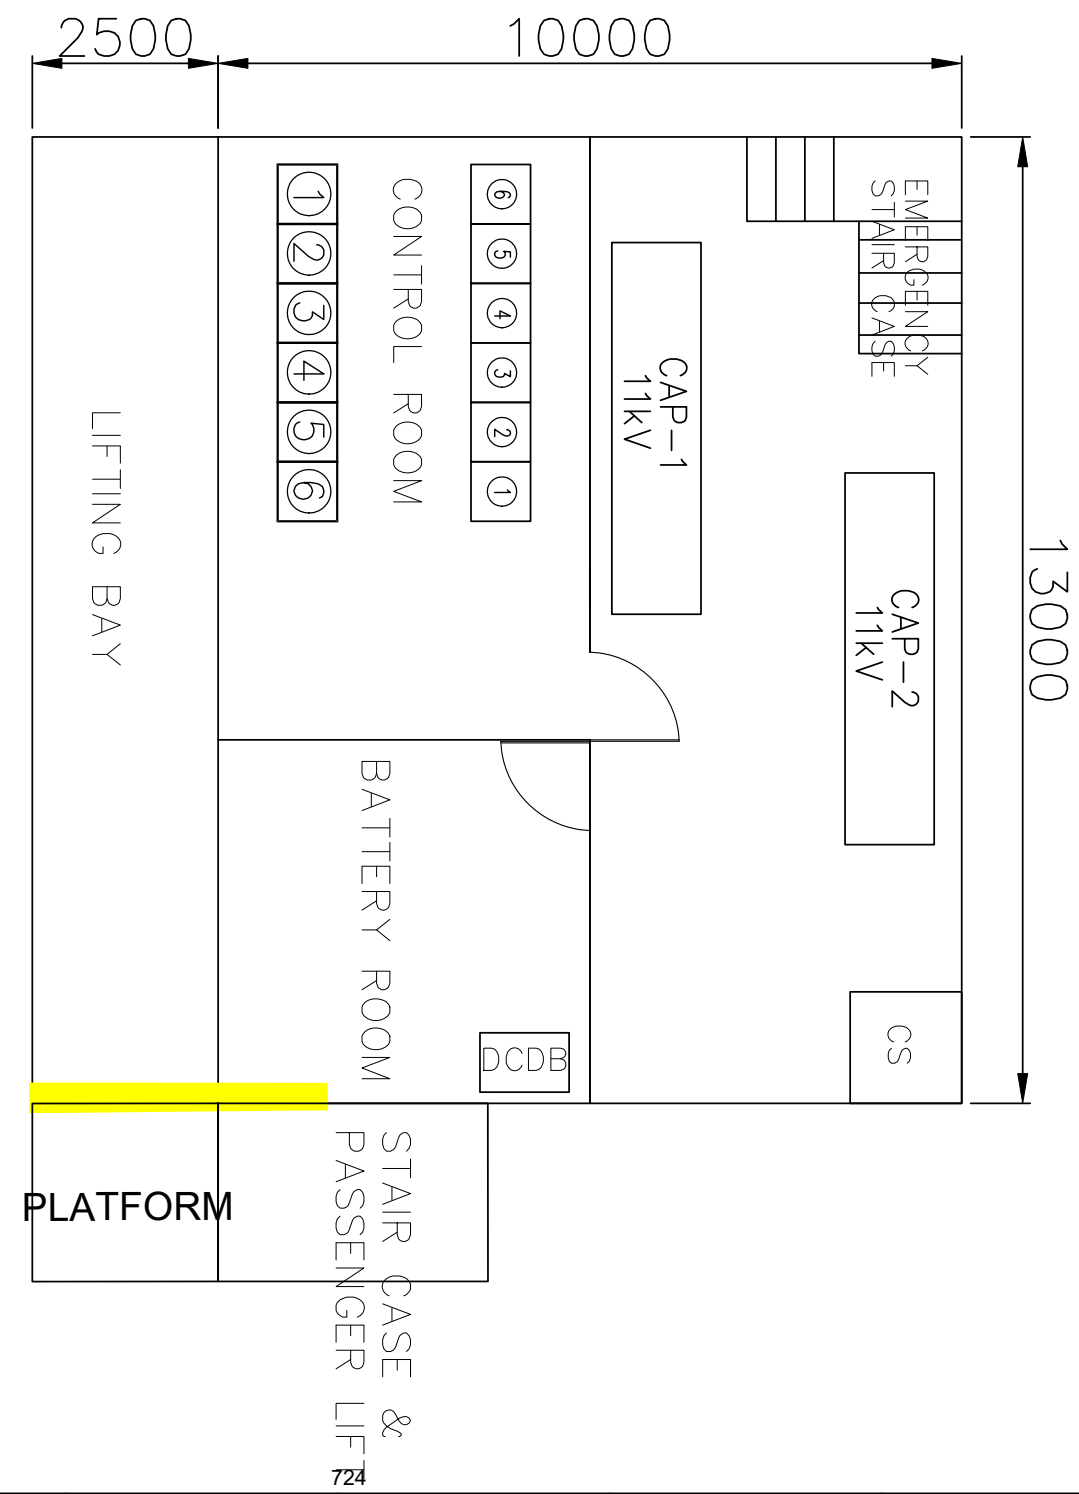 2500
10000
13000
EMERGENCY
STAIR CASE
CONTROL ROOM
1
2
3
4
5
6
6
5
4
3
2
1
CAP-1
11kV
CAP-2
11kV
LIFTING BAY
BATTERY ROOM
DCDB
CS
PLATFORM
STAIR CASE &
PASSENGER LIFT
724